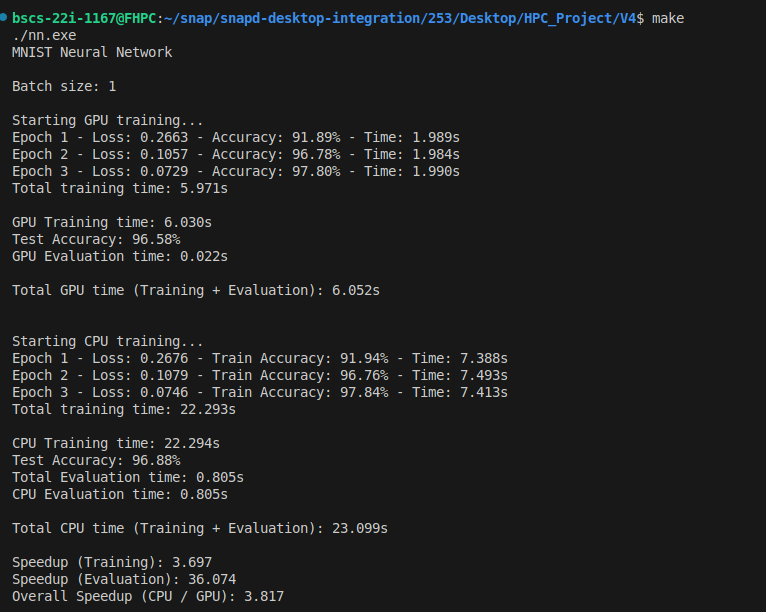 bscs-22i-1167@FHPC:~/snap/snapd-desktop-integration/253/Desktop/HPC_Project/V4$ make
./nn.exe
MNIST Neural Network
Batch size: 1
Starting GPU training...
Epoch 1 - Loss: 0.2663 - Accuracy: 91.89% - Time: 1.989s
Epoch 2 - Loss: 0.1057 - Accuracy: 96.78% - Time: 1.984s
Epoch 3 - Loss: 0.0729 - Accuracy: 97.80% - Time: 1.990s
Total training time: 5.971s
GPU Training time: 6.030s
Test Accuracy: 96.58%
GPU Evaluation time: 0.022s
Total GPU time (Training + Evaluation): 6.052s
Starting CPU training...
Epoch 1 - Loss: 0.2676 - Train Accuracy: 91.94% - Time: 7.388s
Epoch 2 - Loss: 0.1079 - Train Accuracy: 96.76% - Time: 7.493s
Epoch 3 - Loss: 0.0746 - Train Accuracy: 97.84% - Time: 7.413s
Total training time: 22.293s
CPU Training time: 22.294s
Test Accuracy: 96.88%
Total Evaluation time: 0.805s
CPU Evaluation time: 0.805s
Total CPU time (Training + Evaluation): 23.099s
Speedup (Training): 3.697
Speedup (Evaluation): 36.074
Overall Speedup (CPU / GPU): 3.817